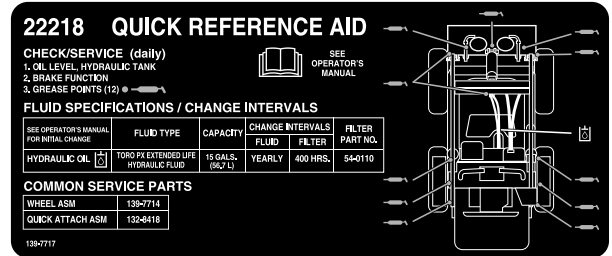 22218 QUICK REFERENCE AID
CHECK/SERVICE (daily)
1. OIL LEVEL, HYDRAULIC TANK
2. BRAKE FUNCTION
3. GREASE POINTS (12)
SEE
OPERATOR'S
MANUAL
FLUID SPECIFICATIONS / CHANGE INTERVALS
SEE OPERATOR'S MANUAL
FOR INITIAL CHANGE
FLUID TYPE
CAPACITY
CHANGE INTERVALS
FLUID
FILTER
FILTER
PART NO.
HYDRAULIC OIL
TORO PX EXTENDED LIFE
HYDRAULIC FLUID
15 GALS.
(56,7 L)
YEARLY
400 HRS.
54-0110
COMMON SERVICE PARTS
WHEEL ASM 139-7714
QUICK ATTACH ASM 132-8418
139-7717